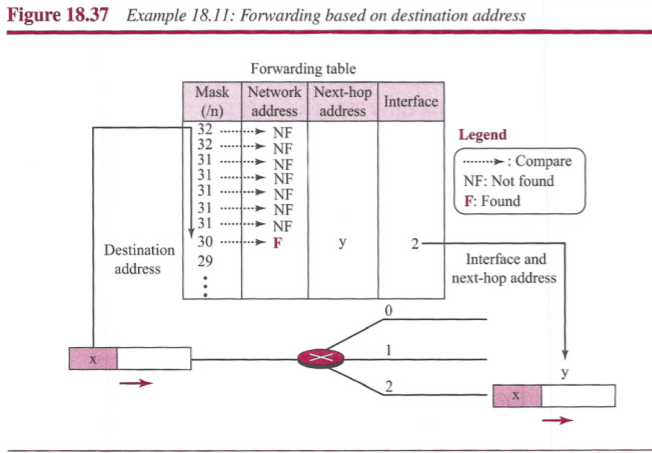 Figure 18.37 Example 18.11: Forwarding based on destination address
Forwarding table
Mask (/n) Network address Next-hop address Interface
32 NF
32 NF
31 NF
31 NF
31 NF
31 NF
31 NF
30 F y 2
29
Legend
: Compare
NF: Not found
F: Found
Destination
address
Interface and
next-hop address
0
1
2
x
y
x